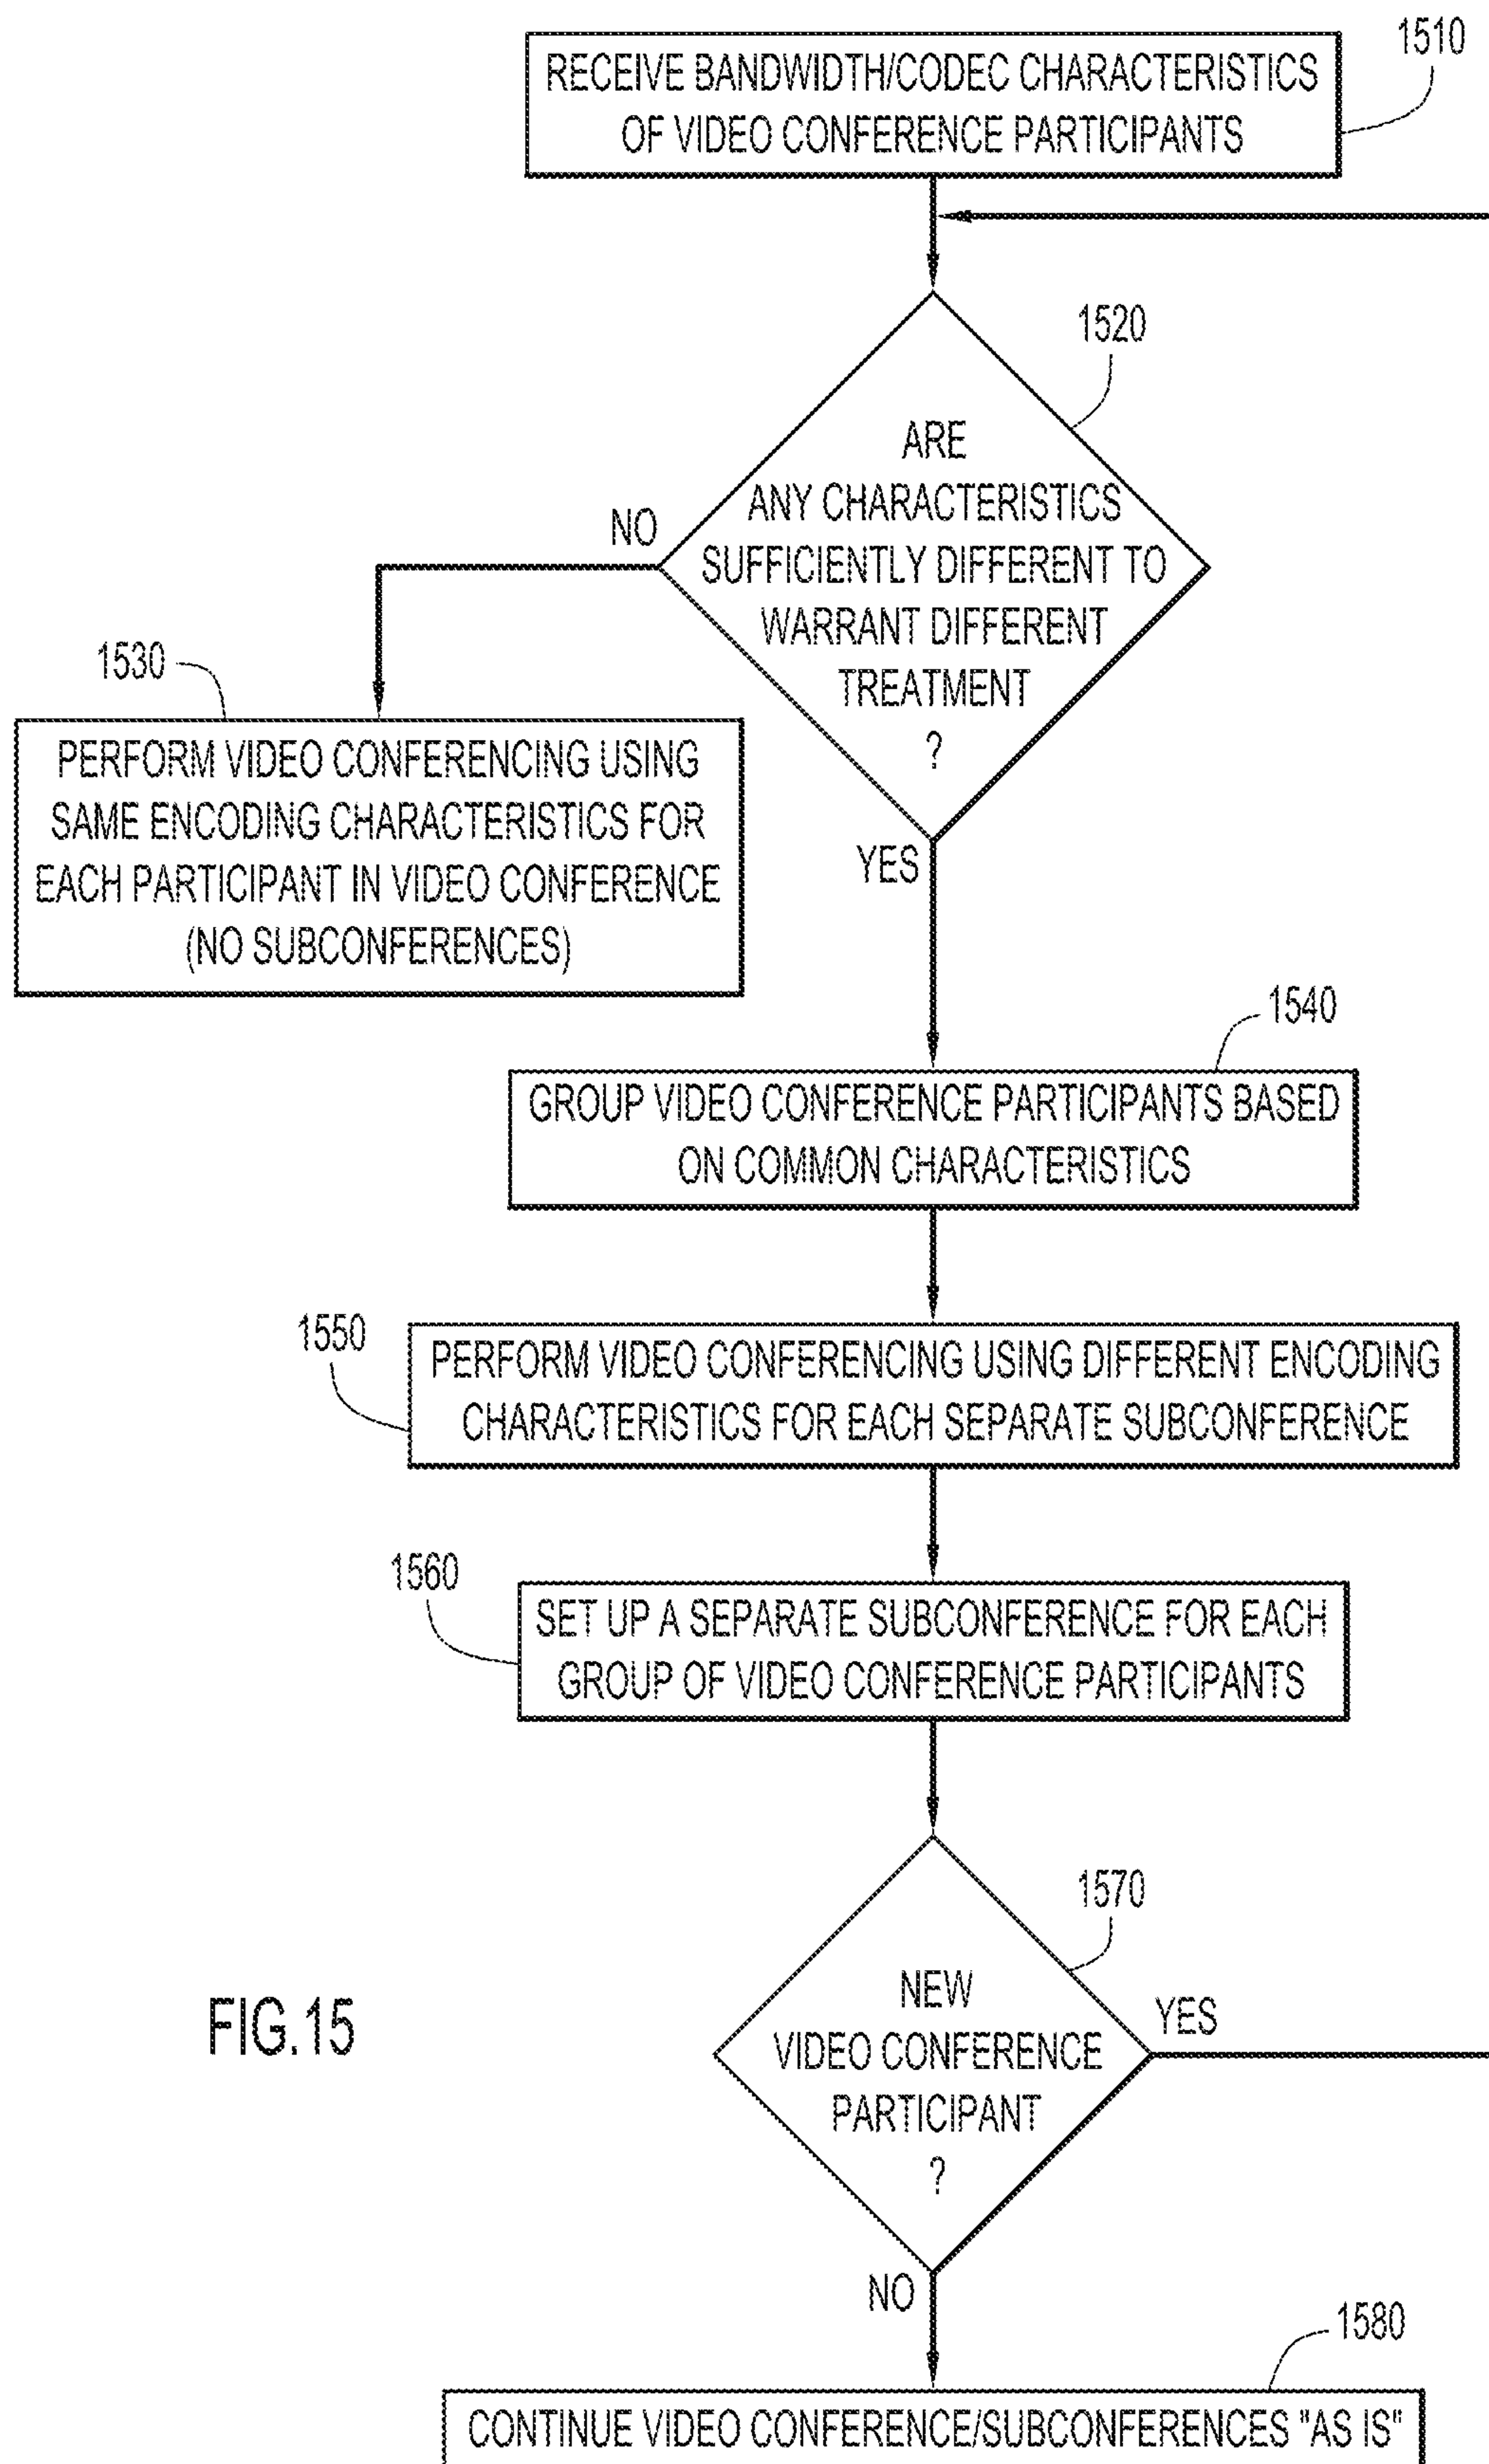 1510
RECEIVE BANDWIDTH/CODEC CHARACTERISTICS
OF VIDEO CONFERENCE PARTICIPANTS
1520
ARE
ANY CHARACTERISTICS
SUFFICIENTLY DIFFERENT TO
WARRANT DIFFERENT
TREATMENT
?
NO
YES
1530
PERFORM VIDEO CONFERENCING USING
SAME ENCODING CHARACTERISTICS FOR
EACH PARTICIPANT IN VIDEO CONFERENCE
(NO SUBCONFERENCES)
1540
GROUP VIDEO CONFERENCE PARTICIPANTS BASED
ON COMMON CHARACTERISTICS
1550
PERFORM VIDEO CONFERENCING USING DIFFERENT ENCODING
CHARACTERISTICS FOR EACH SEPARATE SUBCONFERENCE
1560
SET UP A SEPARATE SUBCONFERENCE FOR EACH
GROUP OF VIDEO CONFERENCE PARTICIPANTS
1570
NEW
VIDEO CONFERENCE
PARTICIPANT
?
YES
NO
FIG.15
1580
CONTINUE VIDEO CONFERENCE/SUBCONFERENCES "AS IS"